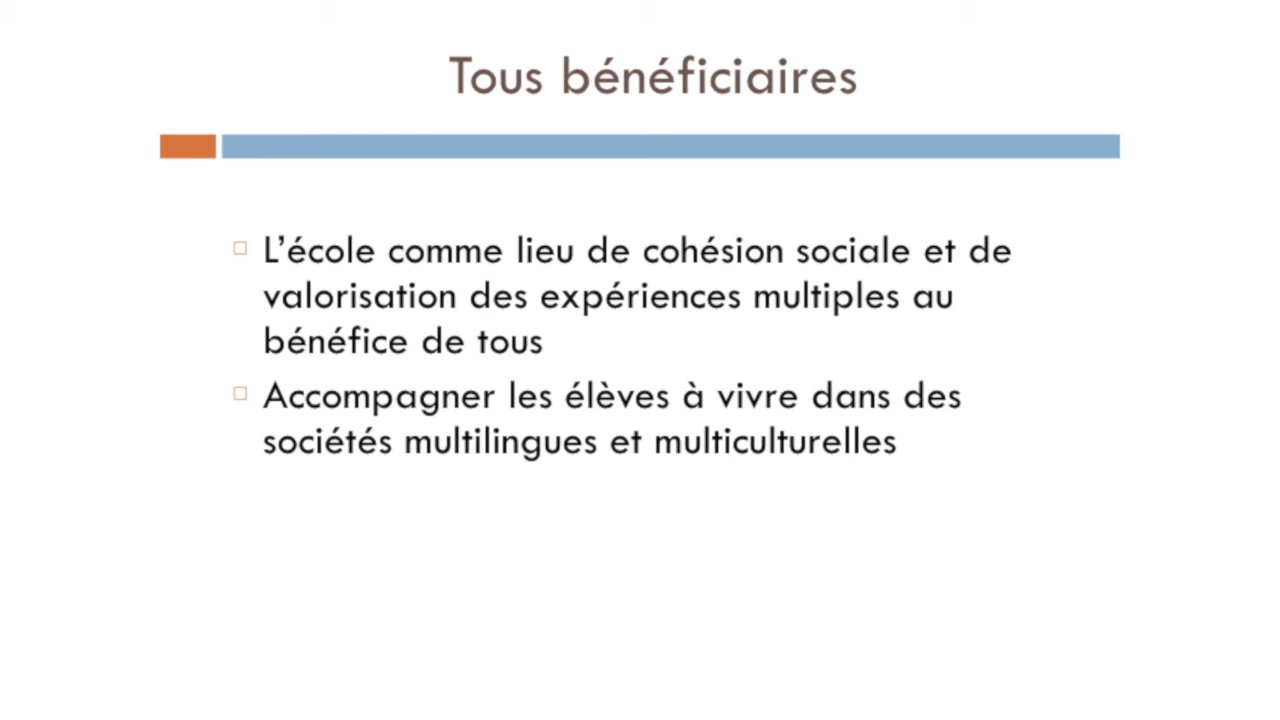 Tous bénéficiaires
L’école comme lieu de cohésion sociale et de
valorisation des expériences multiples au
bénéfice de tous
Accompagner les élèves à vivre dans des
sociétés multilingues et multiculturelles